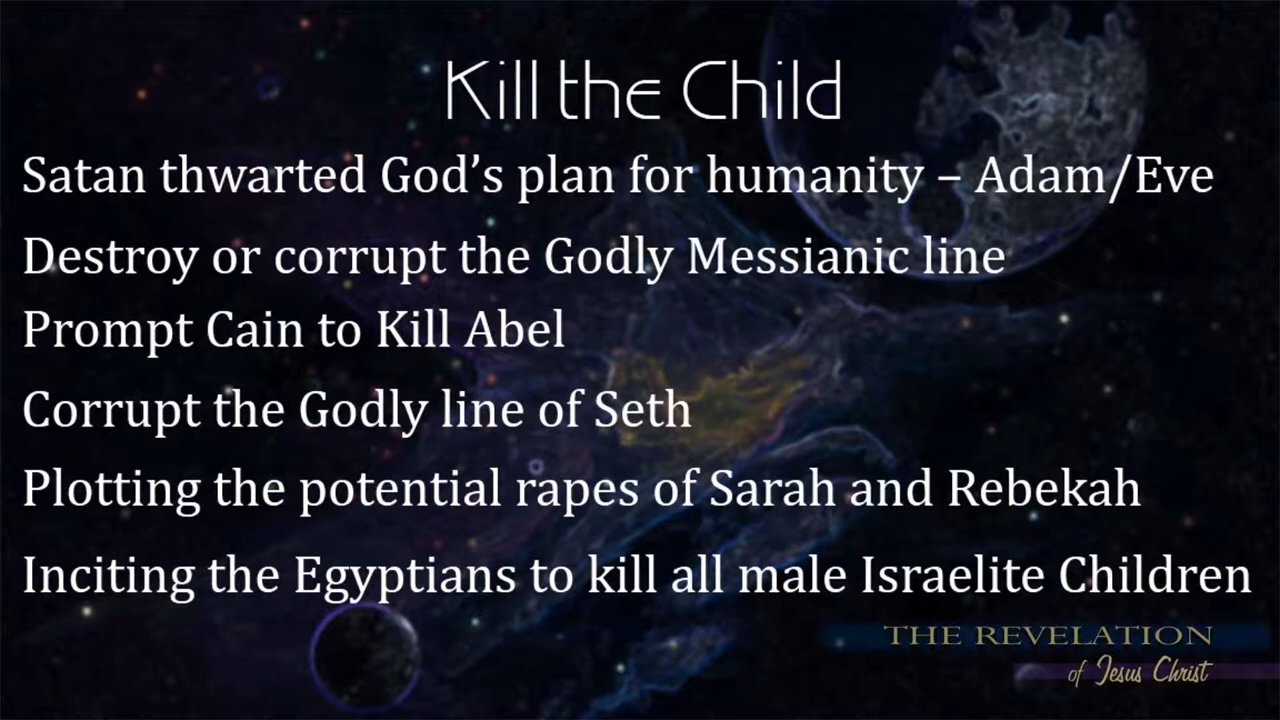 Kill the Child
Satan thwarted God’s plan for humanity – Adam/Eve
Destroy or corrupt the Godly Messianic line
Prompt Cain to Kill Abel
Corrupt the Godly line of Seth
Plotting the potential rapes of Sarah and Rebekah
Inciting the Egyptians to kill all male Israelite Children
THE REVELATION
of Jesus Christ